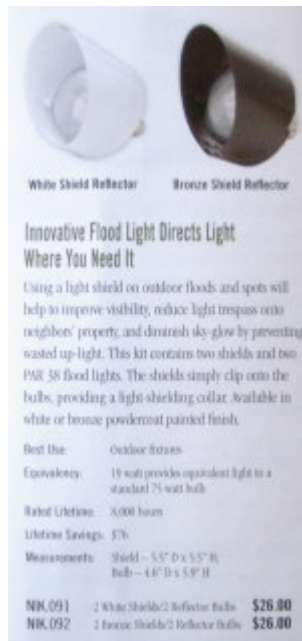 White Shield Reflector
Bronze Shield Reflector
Innovative Flood Light Directs Light
Where You Need It
Using a light shield on outdoor floods and spots will
help to improve visibility, reduce light trespass onto
neighbors' property, and diminish sky-glow by preventing
wasted up-light. This kit contains two shields and two
PAR 38 flood lights. The shields simply clip onto the
bulbs, providing a light-shielding collar. Available in
white or bronze powdercoat painted finish.
Best Use: Outdoor fixtures
Equivalency: 19 watt provides equivalent light to a
standard 75 watt bulb
Rated Lifetime: 8,000 hours
Lifetime Savings: $76
Measurements: Shield – 5.5" D x 5.5" H,
Bulb – 4.6" D x 5.9" H
NIK.091 2 White Shields/2 Reflector Bulbs $26.00
NIK.092 2 Bronze Shields/2 Reflector Bulbs $26.00